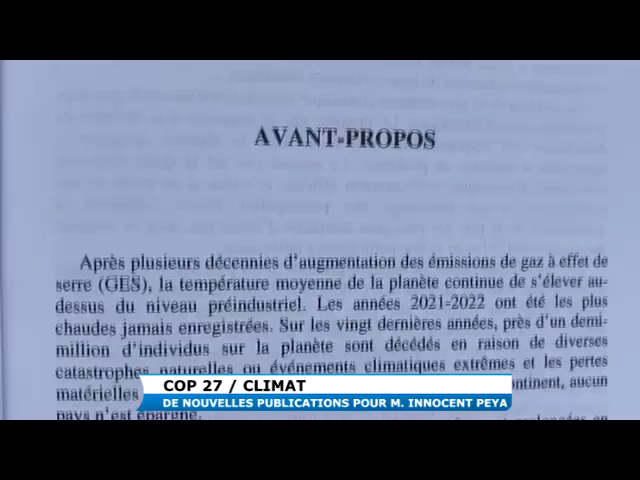 AVANT-PROPOS
Après plusieurs décennies d'augmentation des émissions de gaz à effet de
serre (GES), la température moyenne de la planète continue de s'élever au-
dessus du niveau préindustriel. Les années 2021-2022 ont été les plus
chaudes jamais enregistrées. Sur les vingt dernières années, près d'un demi-
million d'individus sur la planète sont décédés en raison de diverses
catastrophes naturelles ou événements climatiques extrêmes et les pertes
matérielles
aucun
pays n'est épargné.
COP 27 / CLIMAT
DE NOUVELLES PUBLICATIONS POUR M. INNOCENT PEYA